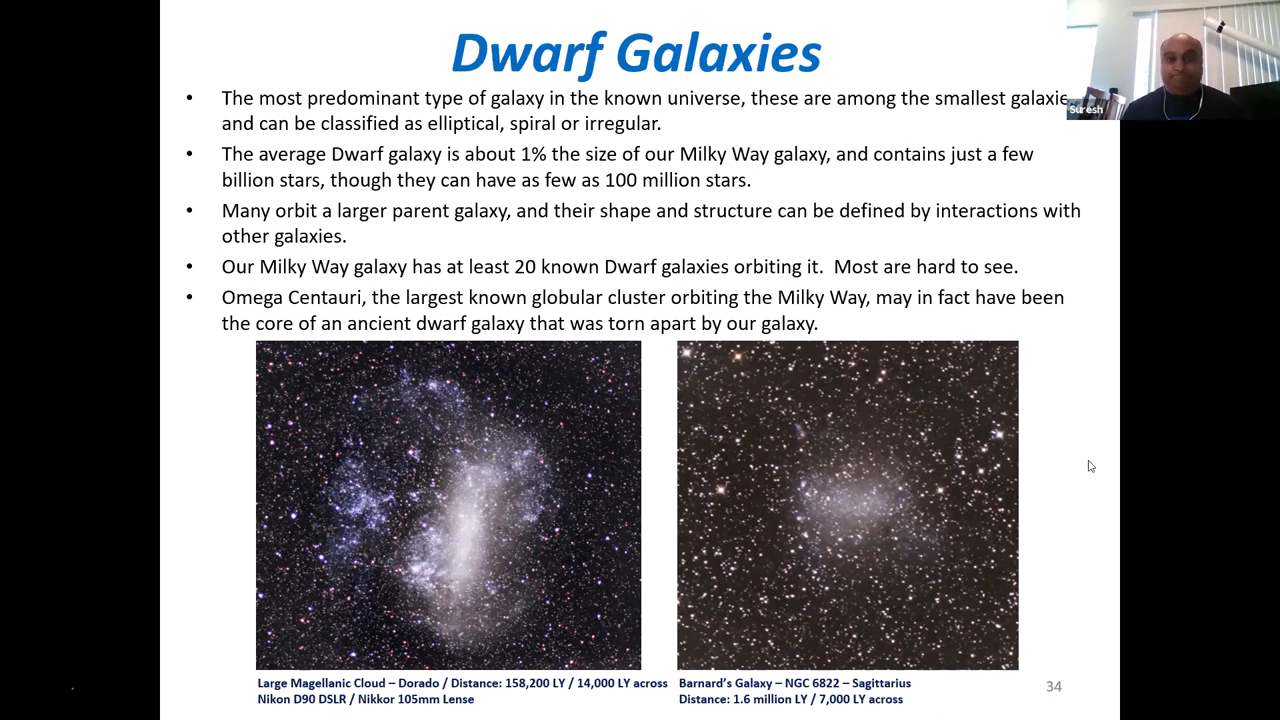 Dwarf Galaxies
• The most predominant type of galaxy in the known universe, these are among the smallest galaxie
and can be classified as elliptical, spiral or irregular.
• The average Dwarf galaxy is about 1% the size of our Milky Way galaxy, and contains just a few
billion stars, though they can have as few as 100 million stars.
• Many orbit a larger parent galaxy, and their shape and structure can be defined by interactions with
other galaxies.
• Our Milky Way galaxy has at least 20 known Dwarf galaxies orbiting it.  Most are hard to see.
• Omega Centauri, the largest known globular cluster orbiting the Milky Way, may in fact have been
the core of an ancient dwarf galaxy that was torn apart by our galaxy.
Suresh
Large Magellanic Cloud – Dorado / Distance: 158,200 LY / 14,000 LY across
Nikon D90 DSLR / Nikkor 105mm Lense
Barnard's Galaxy – NGC 6822 – Sagittarius
Distance: 1.6 million LY / 7,000 LY across
34